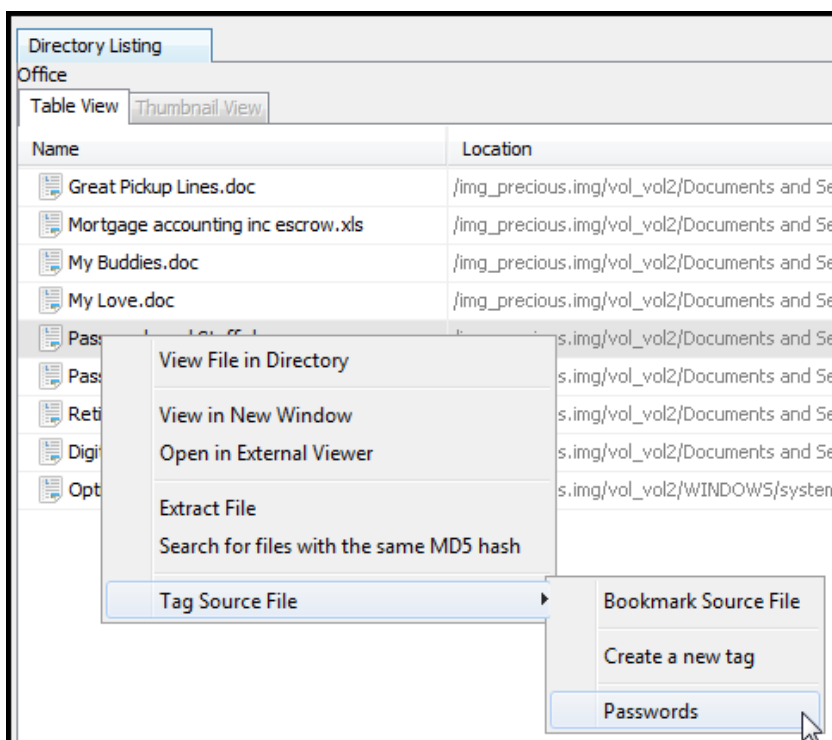 Directory Listing
Office
Table View Thumbnail View
Name Location
Great Pickup Lines.doc /img_precious.img/vol_vol2/Documents and Se
Mortgage accounting inc escrow.xls /img_precious.img/vol_vol2/Documents and Se
My Buddies.doc /img_precious.img/vol_vol2/Documents and Se
My Love.doc /img_precious.img/vol_vol2/Documents and Se
s.img/vol_vol2/Documents and Se
View File in Directory
Pas s.img/vol_vol2/Documents and Se
View in New Window
Reti s.img/vol_vol2/Documents and Se
Open in External Viewer
Digi s.img/vol_vol2/Documents and Se
Opt s.img/vol_vol2/WINDOWS/system
Extract File
Search for files with the same MD5 hash
Tag Source File
Bookmark Source File
Create a new tag
Passwords